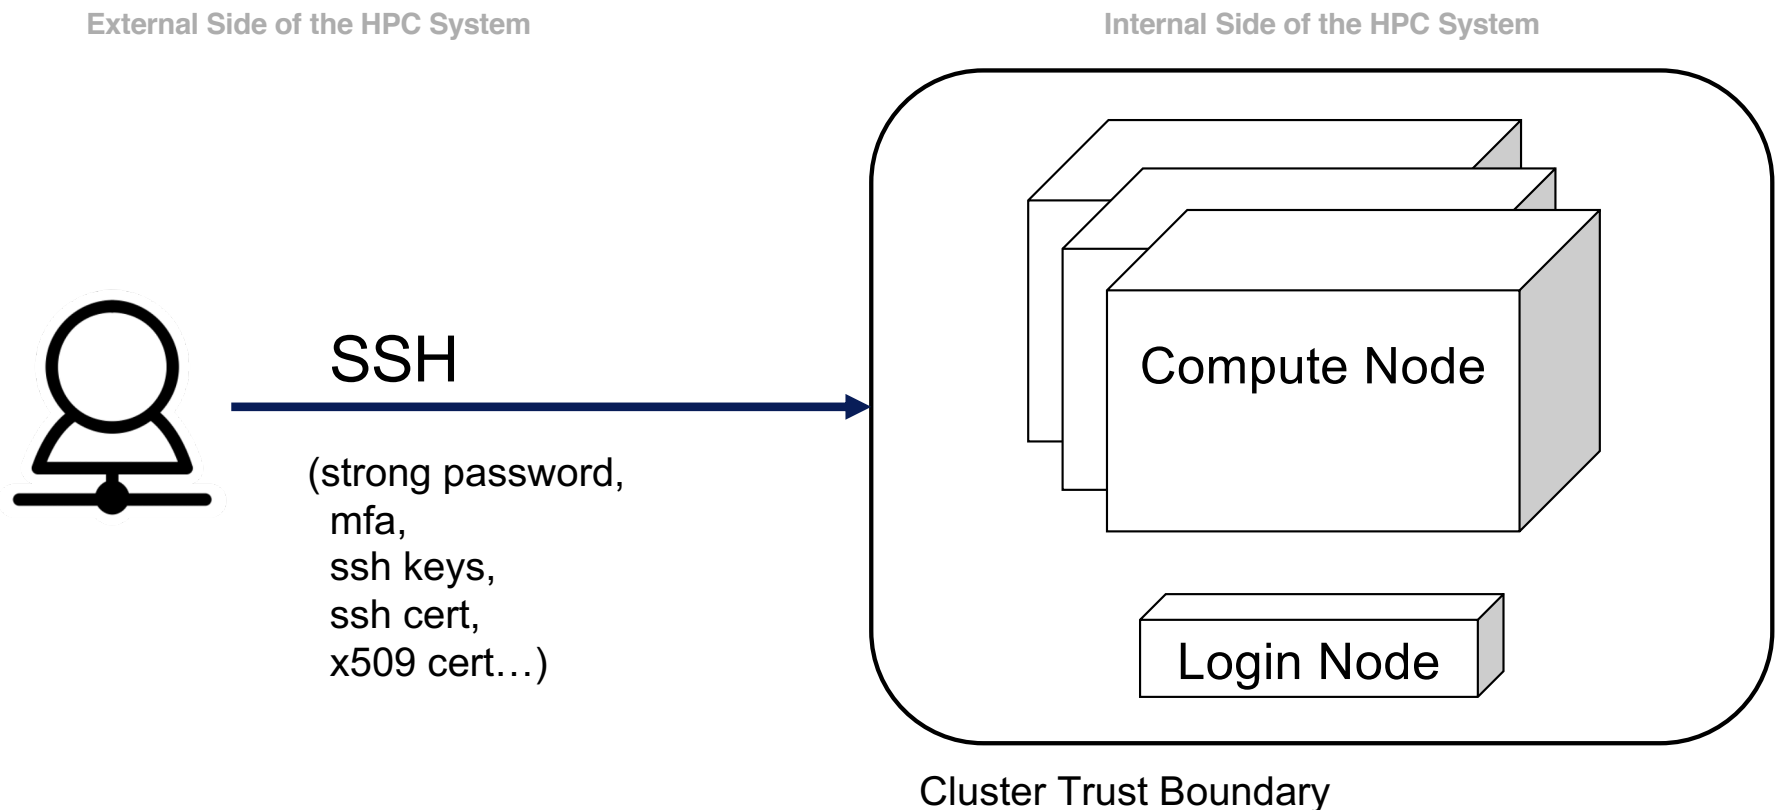 External Side of the HPC System
Internal Side of the HPC System
SSH
(strong password,
mfa,
ssh keys,
ssh cert,
x509 cert…)
Compute Node
Login Node
Cluster Trust Boundary